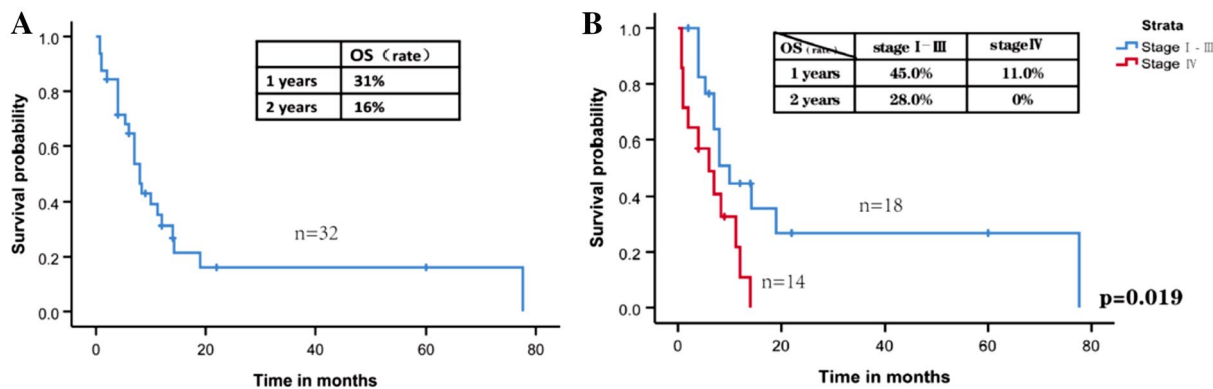 A
OS（rate）
1 years 31%
2 years 16%
n=32
Survival probability
1.0
0.8
0.6
0.4
0.2
0.0
0 20 40 60 80
Time in months
B
OS（rate） stage Ⅰ-Ⅲ stageⅣ
1 years 45.0% 11.0%
2 years 28.0% 0%
Strata
Stage Ⅰ - Ⅲ
Stage Ⅳ
n=18
n=14
p=0.019
Survival probability
1.0
0.8
0.6
0.4
0.2
0.0
0 20 40 60 80
Time in months